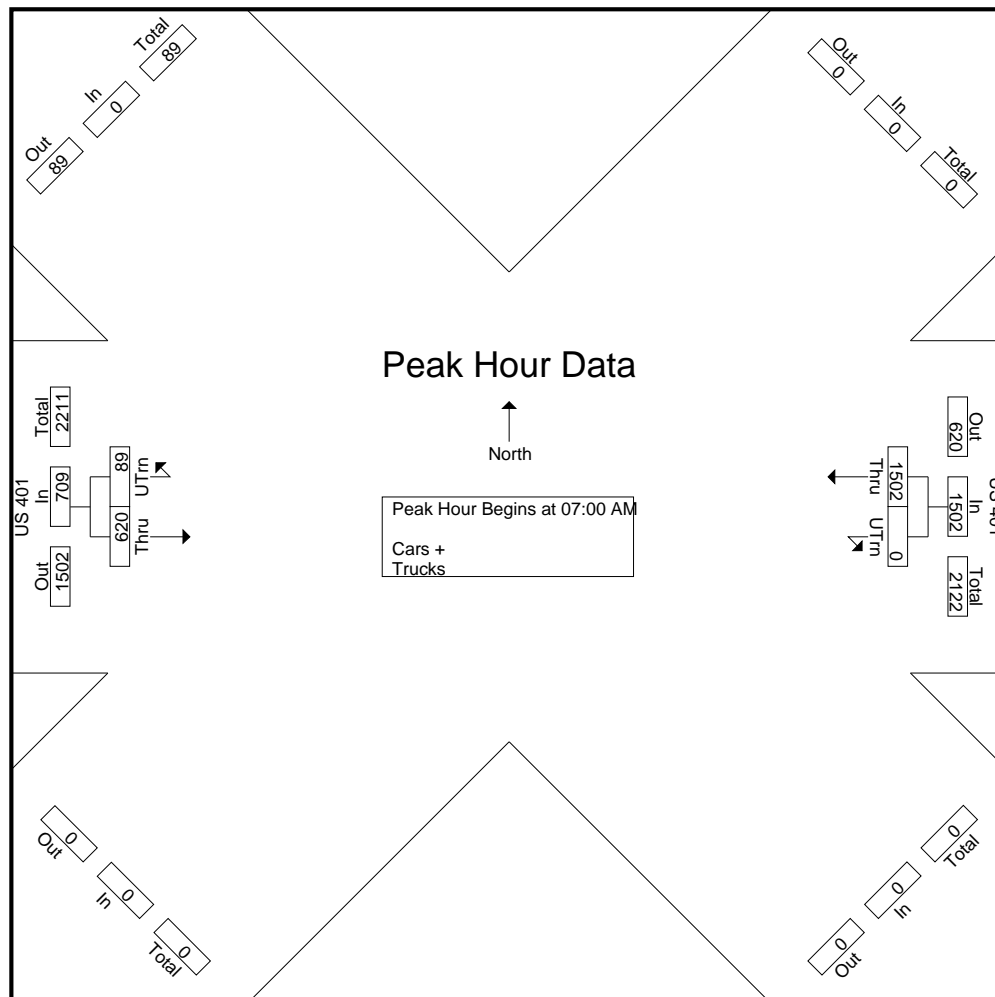 Total
89
In
0
Out
89
Out
0
In
0
Total
0
Peak Hour Data
North
Peak Hour Begins at 07:00 AM
Cars +
Trucks
US 401
Total
2211
In
709
Out
1502
89
620
UTrn
Thru
1502
0
Thru
UTrn
Out
620
In
1502
Total
2122
US 401
0
Out
0
In
0
Total
0
Total
0
In
0
Out